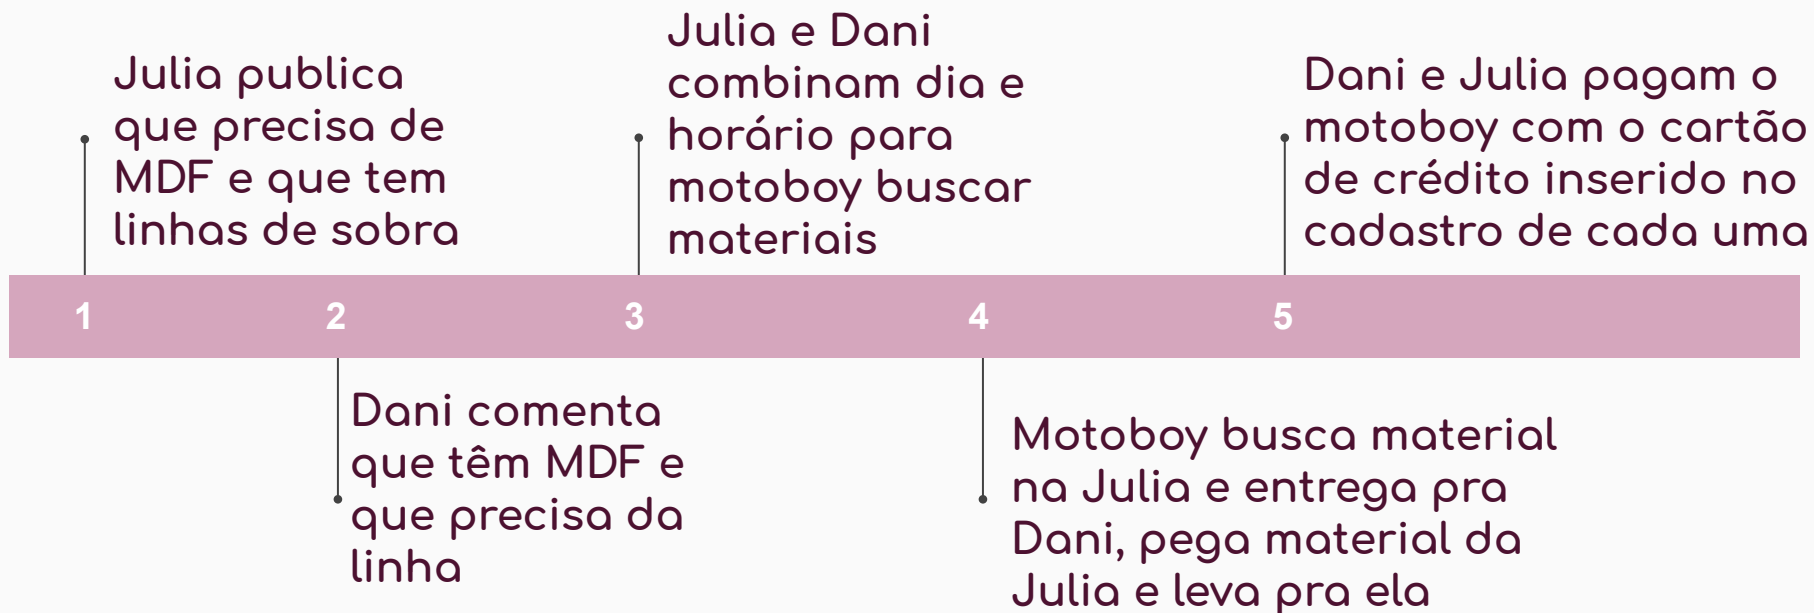 Julia publica
que precisa de
MDF e que tem
linhas de sobra
Julia e Dani
combinam dia e
horário para
motoboy buscar
materiais
Dani e Julia pagam o
motoboy com o cartão
de crédito inserido no
cadastro de cada uma
1 2 3 4 5
Dani comenta
que têm MDF e
que precisa da
linha
Motoboy busca material
na Julia e entrega pra
Dani, pega material da
Julia e leva pra ela